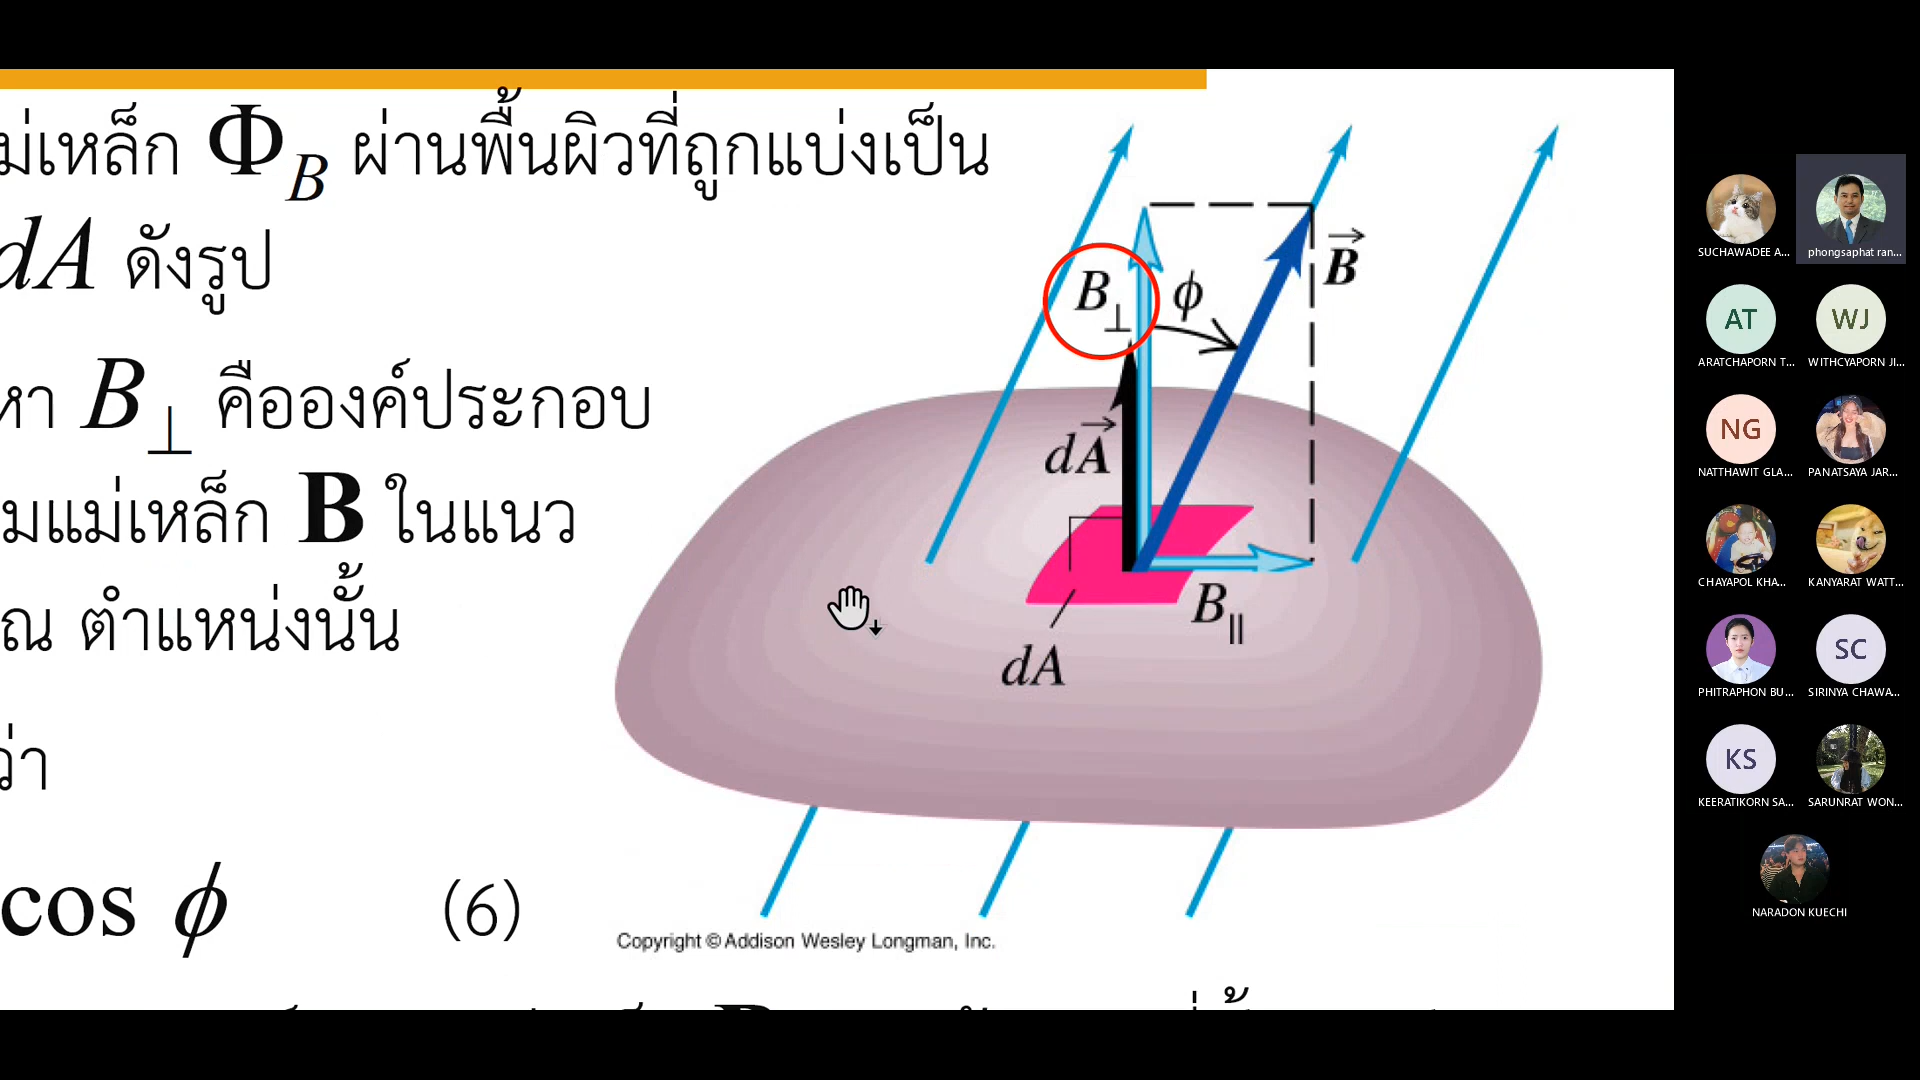 ม่เหล็ก Φ_B ผ่านพื้นผิวที่ถูกแบ่งเป็น
dA ดังรูป
หา B⊥ คือองค์ประกอบ
มแม่เหล็ก B ในแนว
ณ ตำแหน่งนั้น
ว่า
cos ϕ (6)
B⊥
ϕ
B
dA
B∥
dA
Copyright © Addison Wesley Longman, Inc.
SUCHAWADEE A...
phongsaphat ran...
AT
ARATCHAPORN T...
WJ
WITHCYAPORN JI...
NG
NATTHAWIT GLA...
PANATSAYA JAR...
CHAYAPOL KHA...
KANYARAT WATT...
PHITRAPHON BU...
SC
SIRINYA CHAWA...
KS
KEERATIKORN SA...
SARUNRAT WON...
NARADON KUECHI